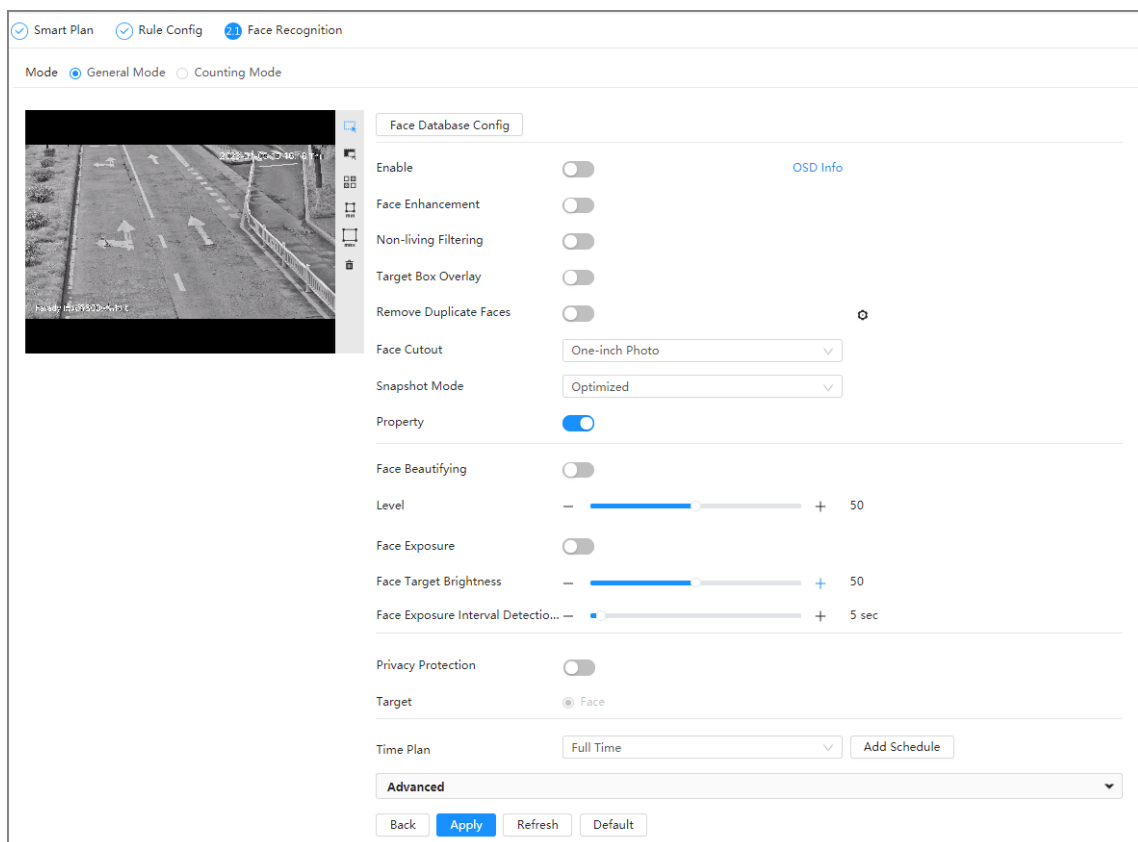 Smart Plan Rule Config 2.1 Face Recognition
Mode General Mode Counting Mode
Face Database Config
Enable OSD Info
Face Enhancement
Non-living Filtering
Target Box Overlay
Remove Duplicate Faces
Face Cutout One-inch Photo
Snapshot Mode Optimized
Property
Face Beautifying
Level 50
Face Exposure
Face Target Brightness 50
Face Exposure Interval Detectio... 5 sec
Privacy Protection
Target Face
Time Plan Full Time Add Schedule
Advanced
Back Apply Refresh Default